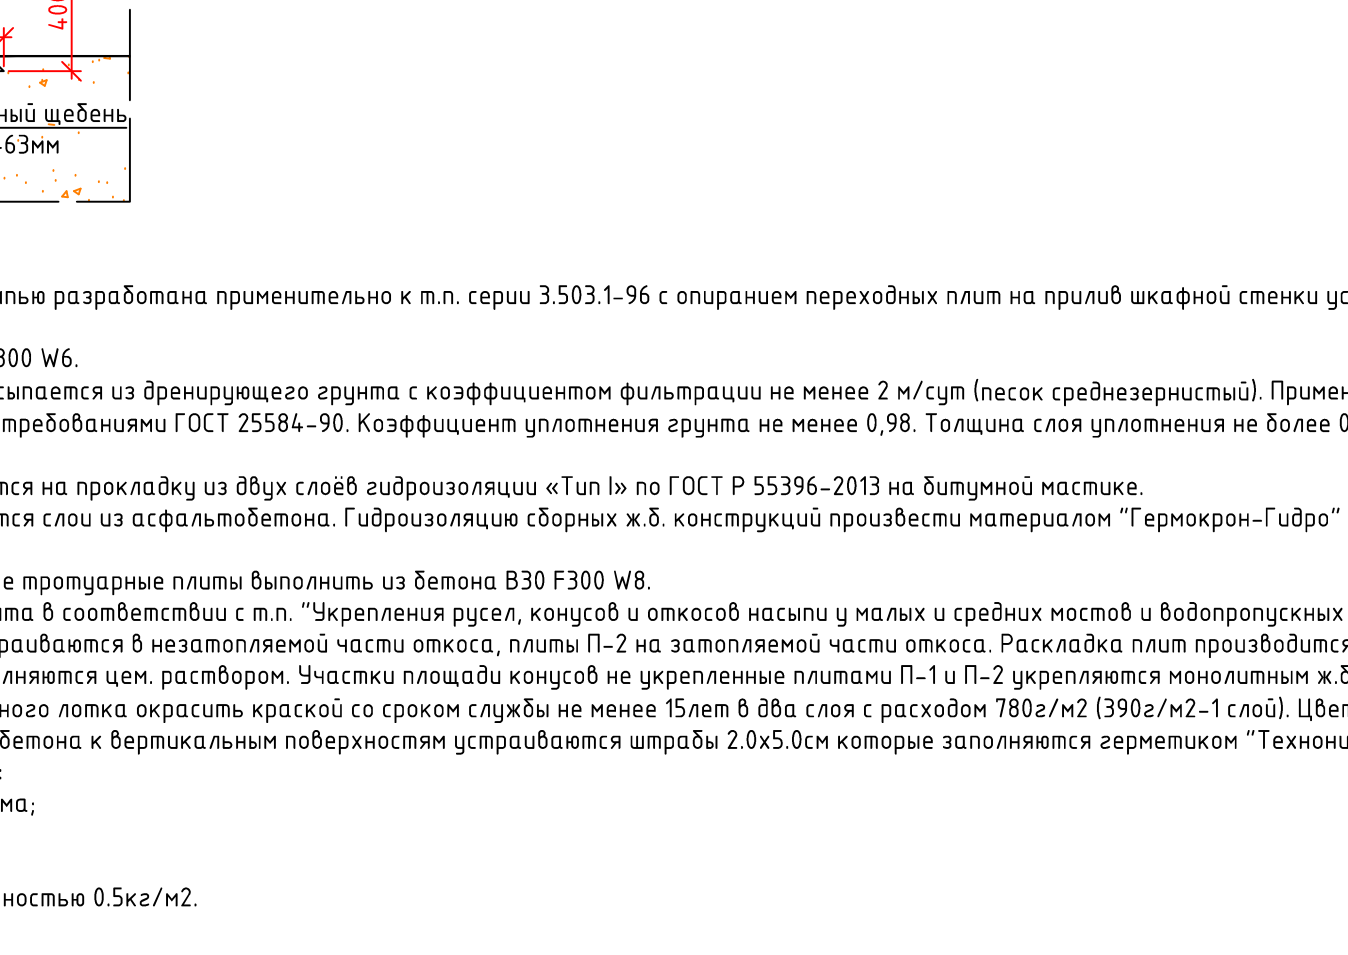 400
ный щебень
-63мм
пью разработана применительно к т.п. серии 3.503.1-96 с опиранием переходных плит на прилив шкафной стенки ус
300 W6.
сыпается из дренирующего грунта с коэффициентом фильтрации не менее 2 м/сут (песок среднезернистый). Примен
требованиями ГОСТ 25584-90. Коэффициент уплотнения грунта не менее 0,98. Толщина слоя уплотнения не более 0
тся на прокладку из двух слоёв гидроизоляции «Тип I» по ГОСТ Р 55396-2013 на битумной мастике.
тся слои из асфальтобетона. Гидроизоляцию сборных ж.б. конструкций произвести материалом "Гермокрон-Гидро"
е тротуарные плиты выполнить из бетона В30 F300 W8.
та в соответствии с т.п. "Укрепления русел, конусов и откосов насыпи у малых и средних мостов и водопропускных
раиваются в незатопляемой части откоса, плиты П-2 на затопляемой части откоса. Раскладка плит производится
лняются цем. раствором. Участки площади конусов не укрепленные плитами П-1 и П-2 укрепляются монолитным ж.б
ного лотка окрасить краской со сроком службы не менее 15лет в два слоя с расходом 780г/м2 (390г/м2-1 слой). Цвет
бетона к вертикальным поверхностям устраиваются штрабы 2.0х5.0см которые заполняются герметиком "Технони
:
ма;
ностью 0.5кг/м2.